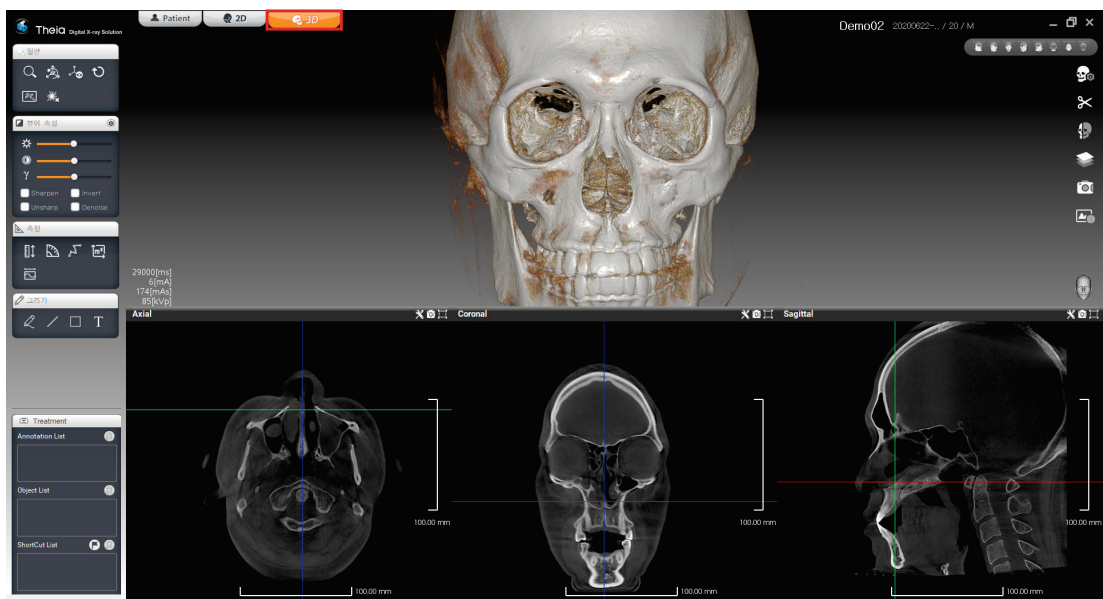 Theia Digital X-ray Solution
Patient
2D
3D
Demo02 20200622-.. / 20 / M
일반
뷰어 속성
Sharpen
Invert
Unsharp
Denoise
측정
그리기
T
29000[ms]
6[mA]
174[mAs]
85[kVp]
Axial
Coronal
Sagittal
100.00 mm
100.00 mm
100.00 mm
100.00 mm
100.00 mm
100.00 mm
Treatment
Annotation List
Object List
ShortCut List